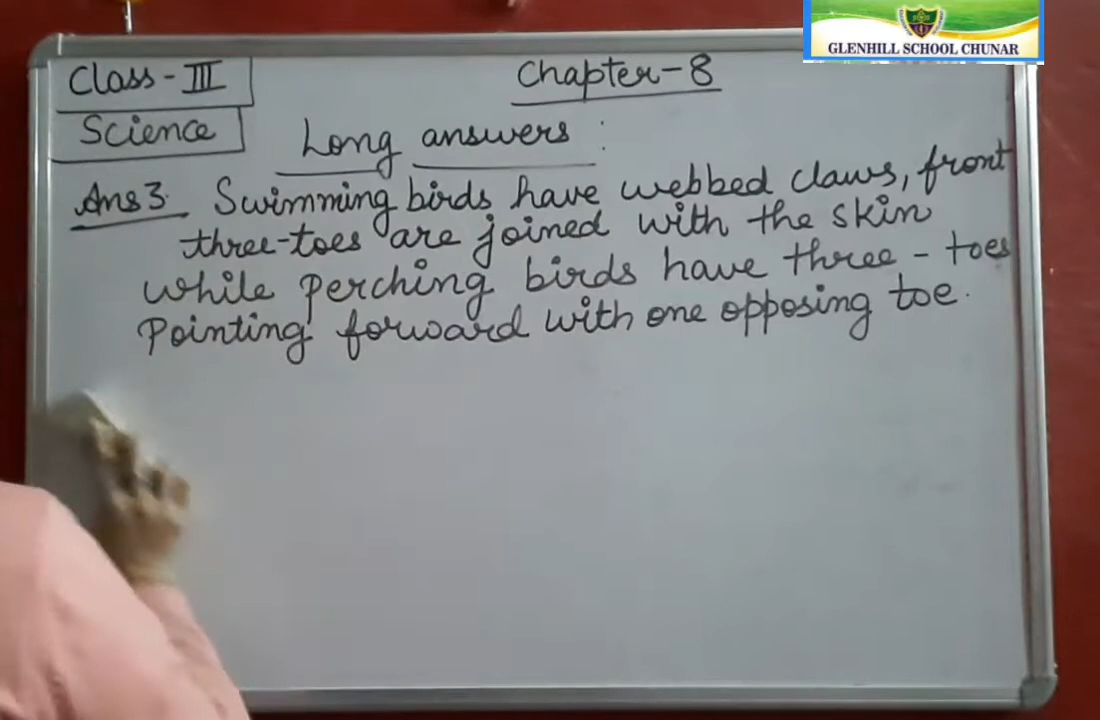 GLENHILL SCHOOL CHUNAR
Class - III
Chapter - 8
Science
Long answers :
Ans 3. Swimming birds have webbed claws, front
three-toes are joined with the skin
while perching birds have three - toes
Pointing forward with one opposing toe.